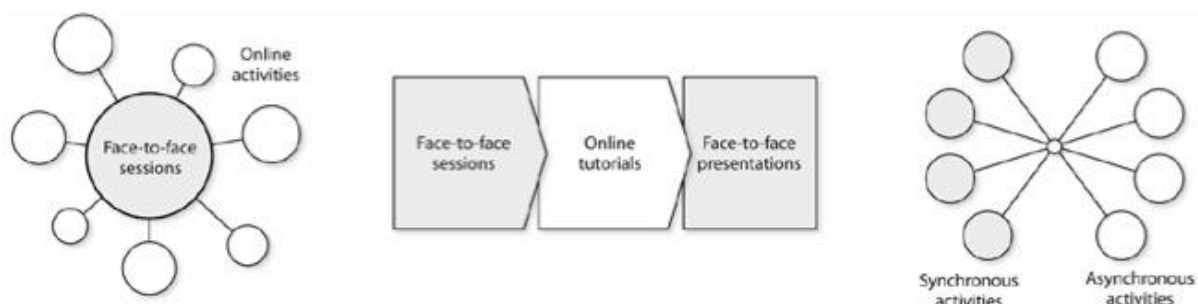 Online
activities
Face-to-face
sessions
Face-to-face
sessions
Online
tutorials
Face-to-face
presentations
Synchronous
activities
Asynchronous
activities